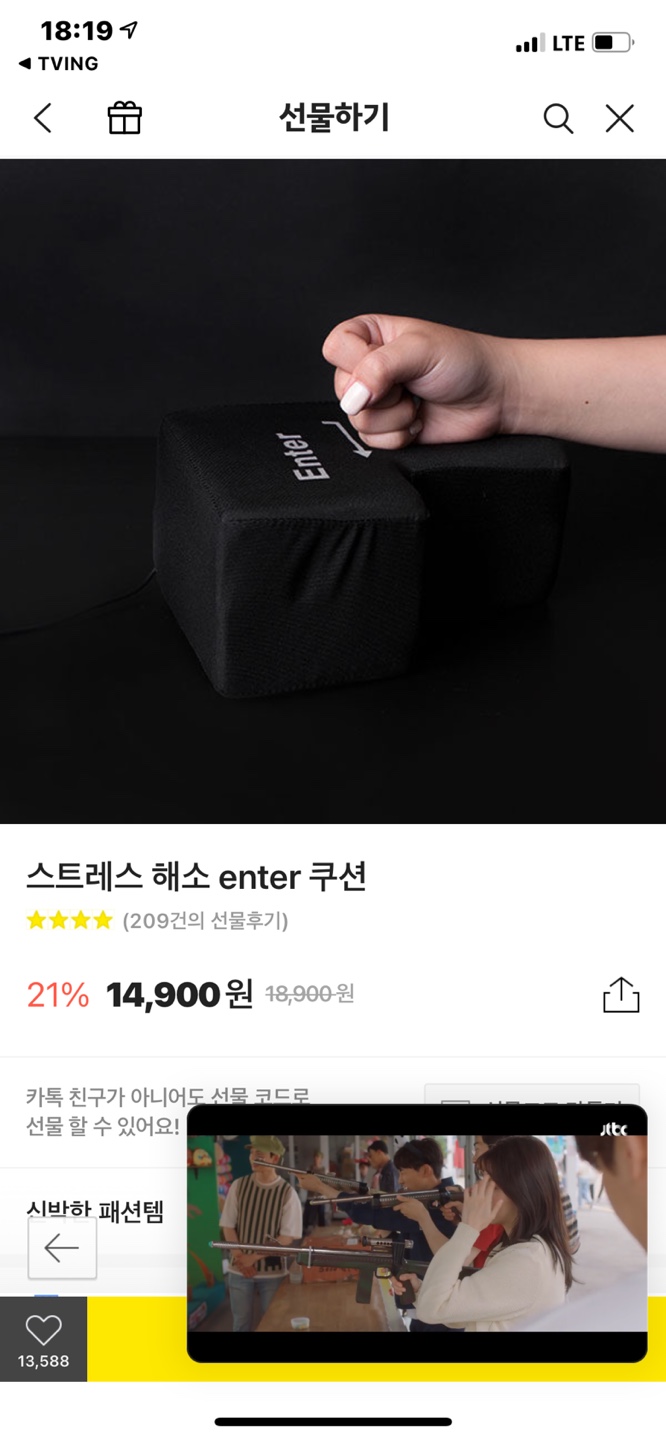 18:19
LTE
◀ TVING
선물하기
Enter
스트레스 해소 enter 쿠션
(209건의 선물후기)
21% 14,900원 18,900원
카톡 친구가 아니어도 선물 코드로
선물 할 수 있어요!
jtbc
신박한 패션템
13,588